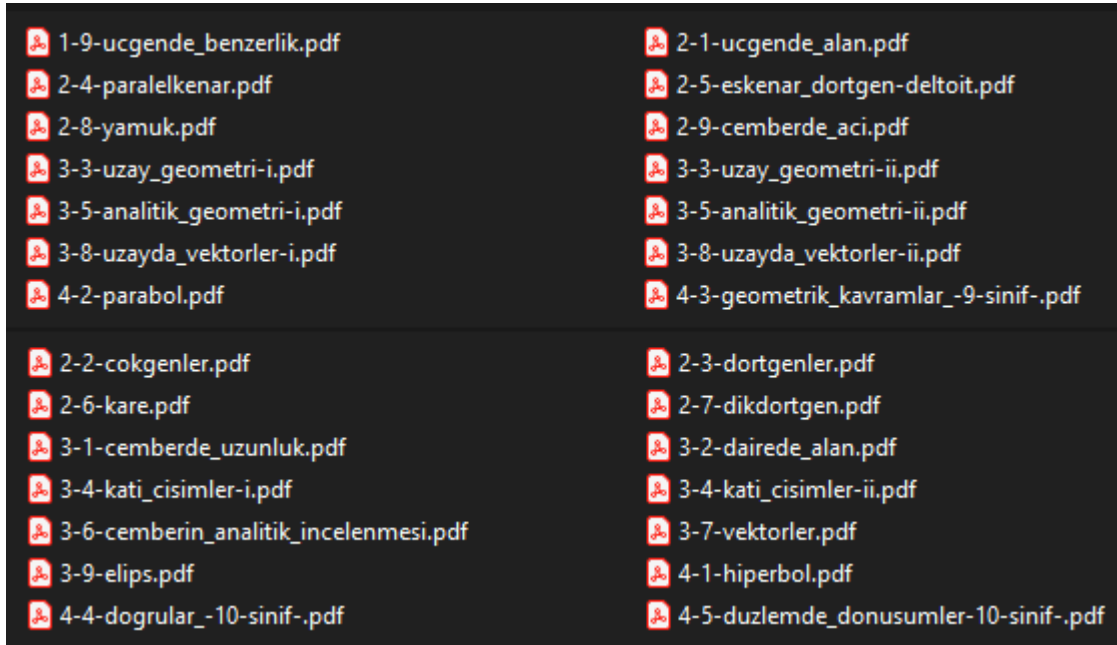 1-9-ucgende_benzerlik.pdf 2-1-ucgende_alan.pdf
2-4-paralelkenar.pdf 2-5-eskenar_dortgen-deltoit.pdf
2-8-yamuk.pdf 2-9-cemberde_aci.pdf
3-3-uzay_geometri-i.pdf 3-3-uzay_geometri-ii.pdf
3-5-analitik_geometri-i.pdf 3-5-analitik_geometri-ii.pdf
3-8-uzayda_vektorler-i.pdf 3-8-uzayda_vektorler-ii.pdf
4-2-parabol.pdf 4-3-geometrik_kavramlar_-9-sinif-.pdf
2-2-cokgenler.pdf 2-3-dortgenler.pdf
2-6-kare.pdf 2-7-dikdortgen.pdf
3-1-cemberde_uzunluk.pdf 3-2-dairede_alan.pdf
3-4-kati_cisimler-i.pdf 3-4-kati_cisimler-ii.pdf
3-6-cemberin_analitik_incelenmesi.pdf 3-7-vektorler.pdf
3-9-elips.pdf 4-1-hiperbol.pdf
4-4-dogrular_-10-sinif-.pdf 4-5-duzlemde_donusumler-10-sinif-.pdf